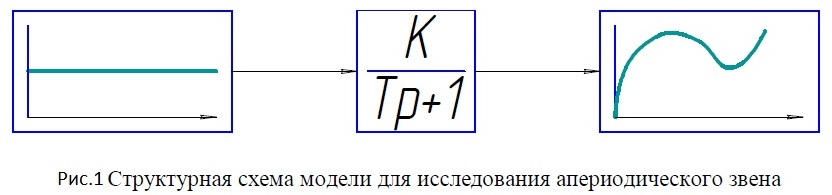 K
Tp+1
Рис.1 Структурная схема модели для исследования апериодического звена